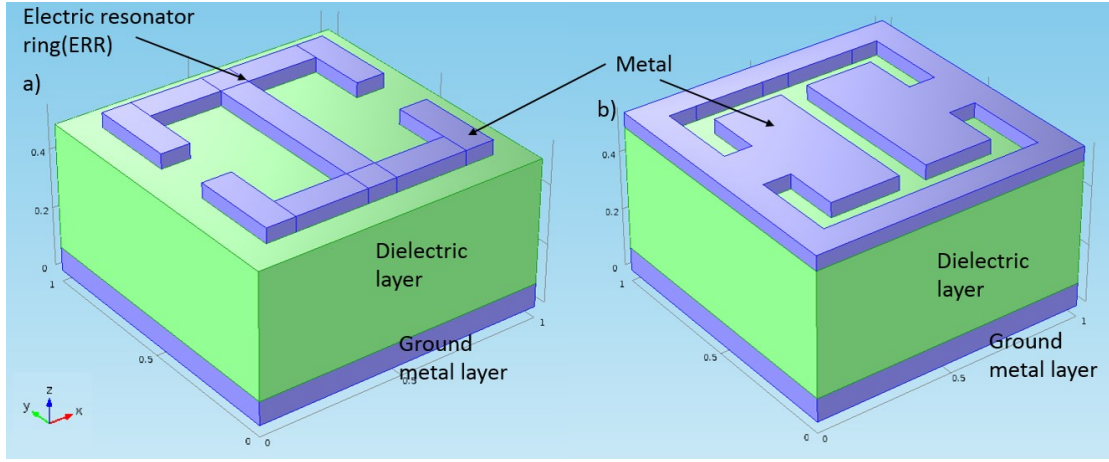 Electric resonator
ring(ERR)
a)
Metal
b)
0.4
0.2
0
1
0.5
0
0
0.5
1
Dielectric
layer
Ground
metal layer
z
y
x
0.4
0.2
0
1
0.5
0
0
0.5
1
Dielectric
layer
Ground
metal layer